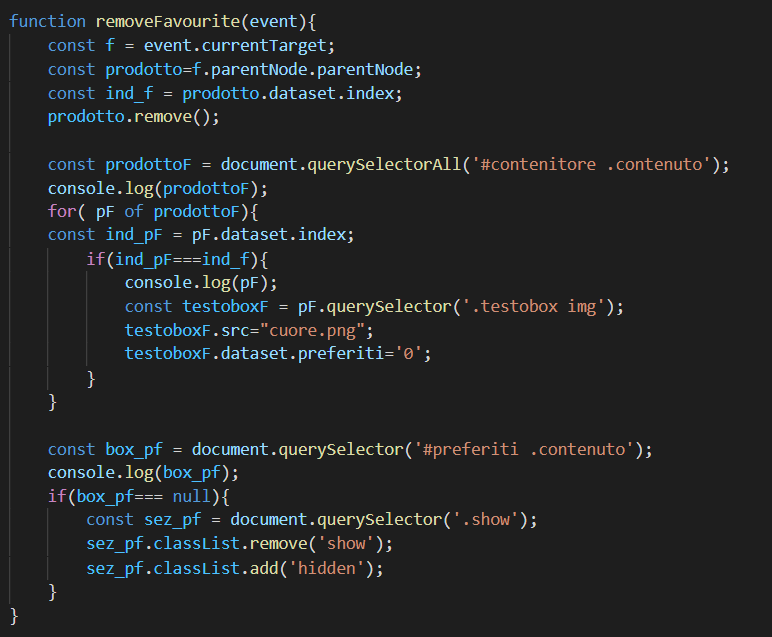 function removeFavourite(event){
    const f = event.currentTarget;
    const prodotto=f.parentNode.parentNode;
    const ind_f = prodotto.dataset.index;
    prodotto.remove();

    const prodottoF = document.querySelectorAll('#contenitore .contenuto');
    console.log(prodottoF);
    for( pF of prodottoF){
    const ind_pF = pF.dataset.index;
        if(ind_pF===ind_f){
            console.log(pF);
            const testoboxF = pF.querySelector('.testobox img');
            testoboxF.src="cuore.png";
            testoboxF.dataset.preferiti='0';
        }
    }

    const box_pf = document.querySelector('#preferiti .contenuto');
    console.log(box_pf);
    if(box_pf=== null){
        const sez_pf = document.querySelector('.show');
        sez_pf.classList.remove('show');
        sez_pf.classList.add('hidden');
    }
}